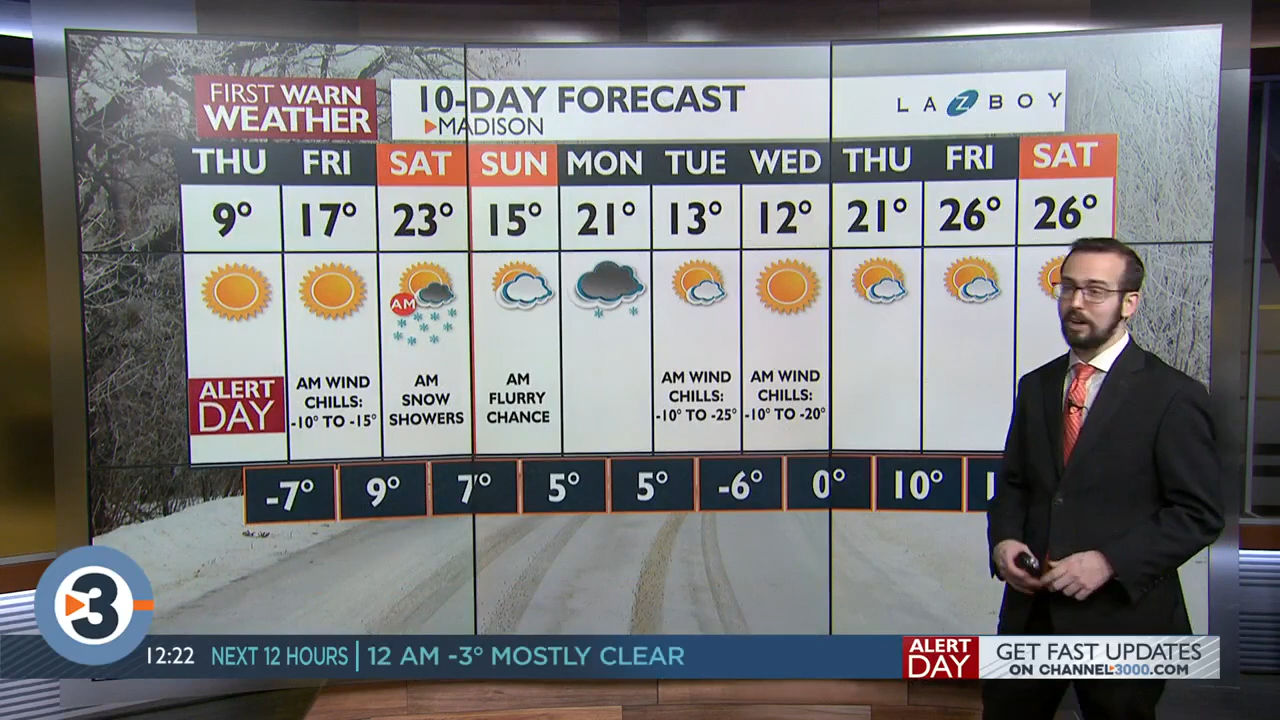 FIRST WARN
WEATHER
10-DAY FORECAST
MADISON
LA Z BOY
THU FRI SAT SUN MON TUE WED THU FRI SAT
9° 17° 23° 15° 21° 13° 12° 21° 26° 26°
AM
ALERT
DAY
AM WIND
CHILLS:
-10° TO -15°
AM
SNOW
SHOWERS
AM
FLURRY
CHANCE
AM WIND
CHILLS:
-10° TO -25°
AM WIND
CHILLS:
-10° TO -20°
-7° 9° 7° 5° 5° -6° 0° 10°
3
12:22 NEXT 12 HOURS 12 AM -3° MOSTLY CLEAR
ALERT
DAY
GET FAST UPDATES
ON CHANNEL3000.COM